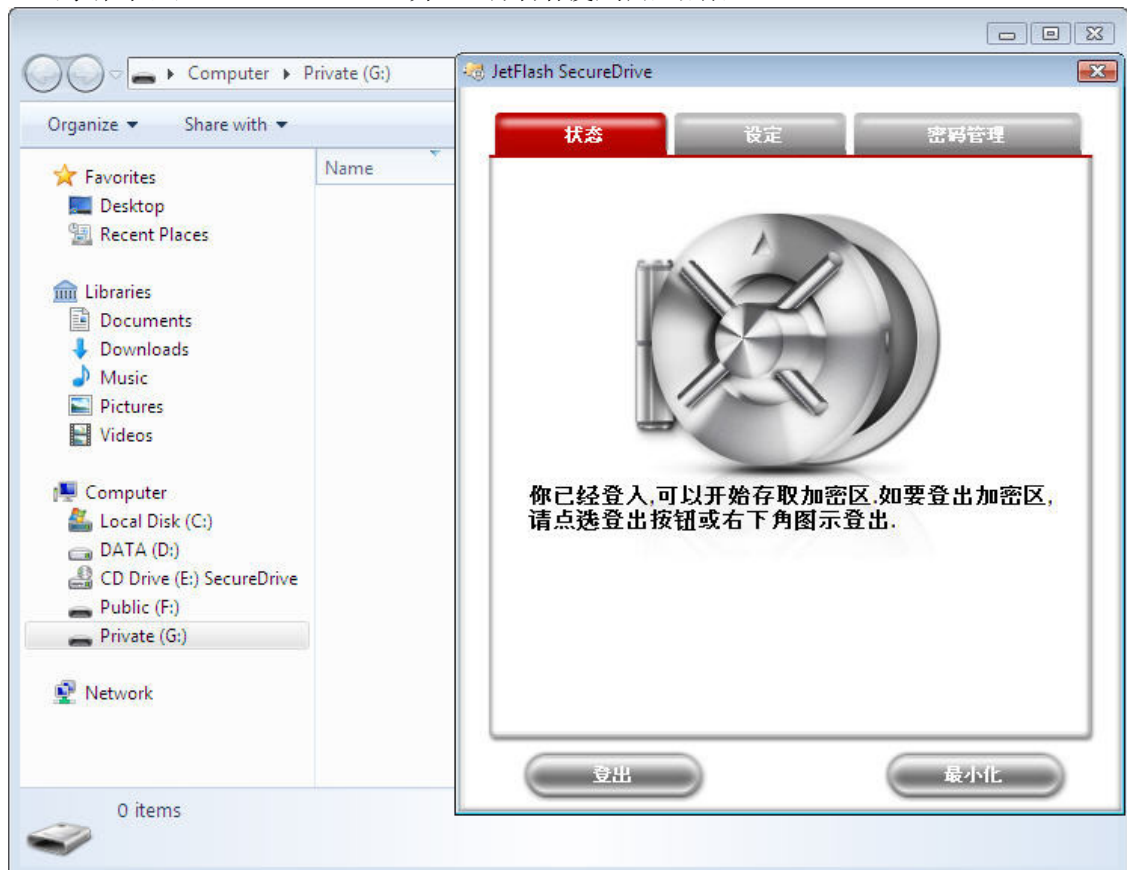 Computer ▸ Private (G:)
JetFlash SecureDrive
Organize ▼ Share with ▼
Name
Favorites
Desktop
Recent Places
Libraries
Documents
Downloads
Music
Pictures
Videos
Computer
Local Disk (C:)
DATA (D:)
CD Drive (E:) SecureDrive
Public (F:)
Private (G:)
Network
0 items
状态 设定 密码管理
你已经登入,可以开始存取加密区.如要登出加密区,
请点选登出按钮或右下角图示登出.
登出 最小化